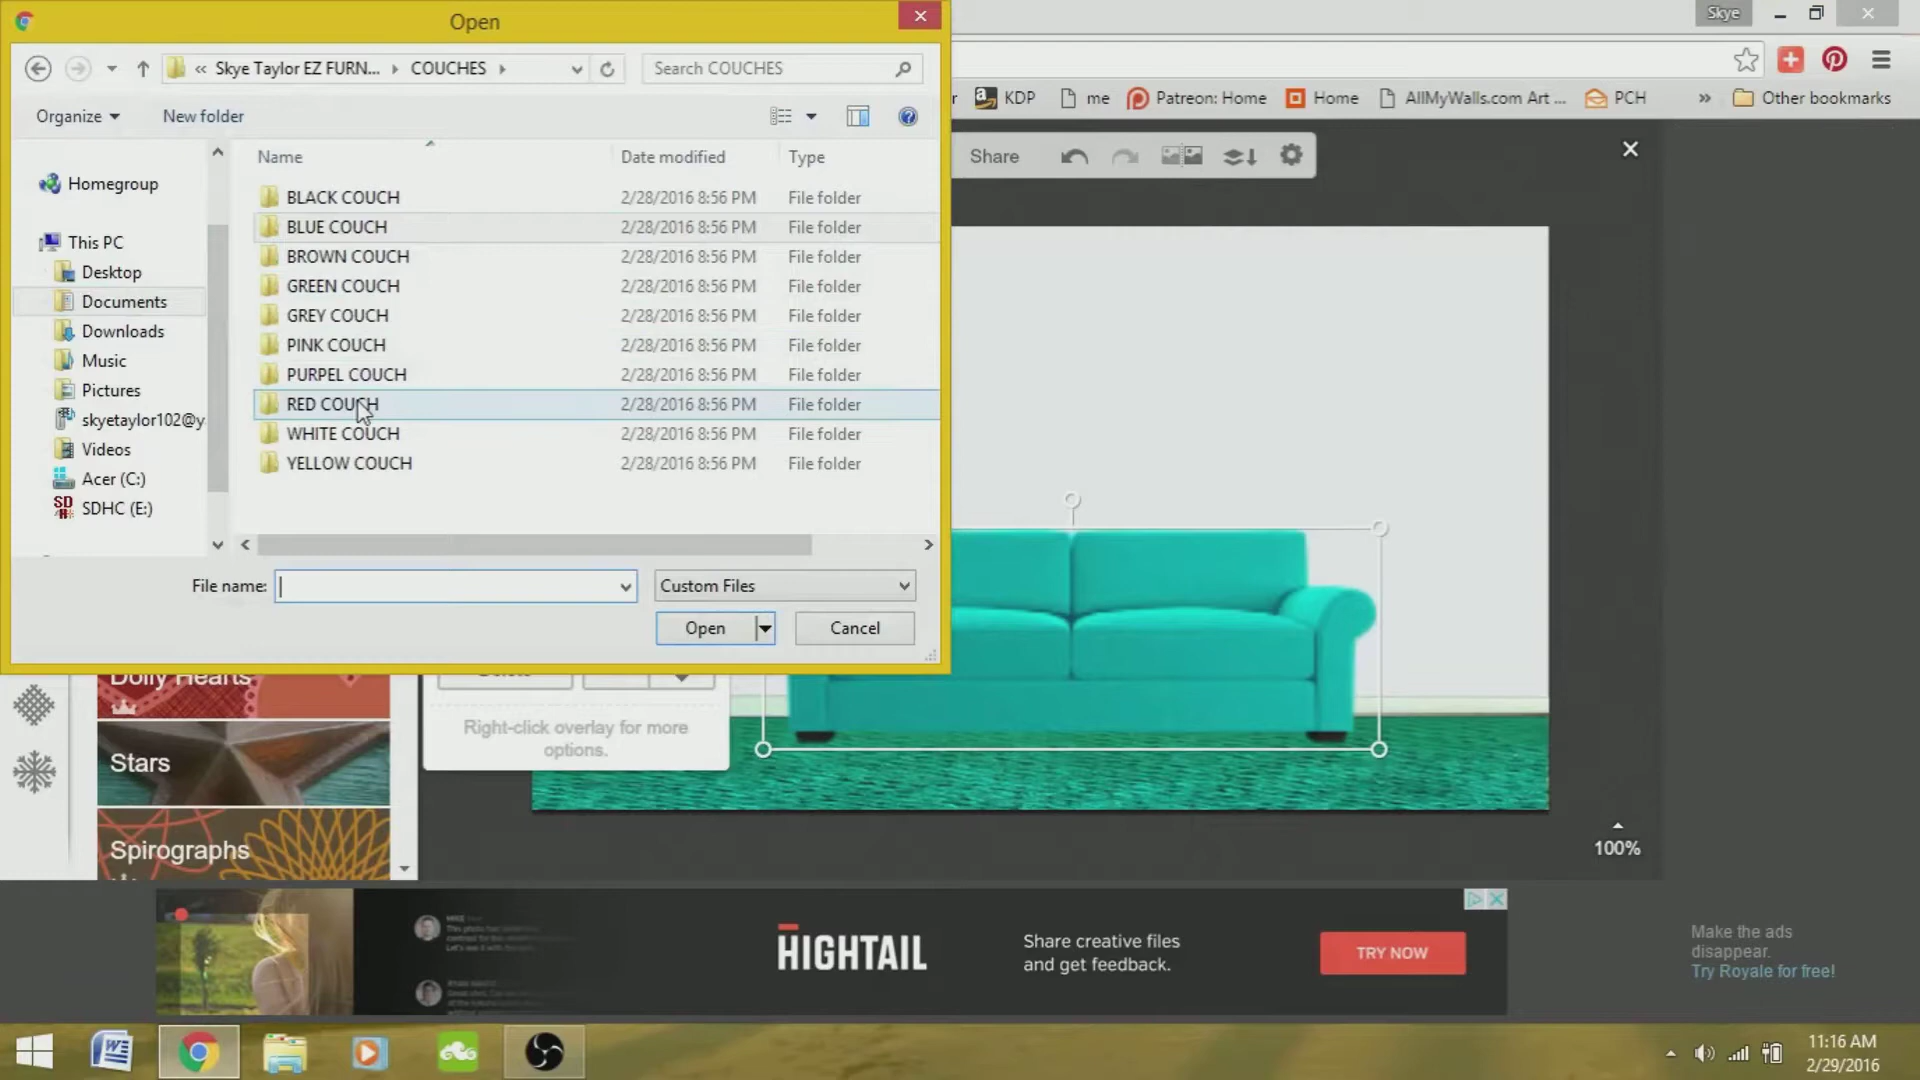 Open
Skye
« Skye Taylor EZ FURN... COUCHES
Search COUCHES
KDP
me
Patreon: Home
Home
AllMyWalls.com Art ...
PCH
»
Other bookmarks
Organize
New folder
Share
Name
Date modified
Type
Homegroup
This PC
Desktop
Documents
Downloads
Music
Pictures
skyetaylor102@y
Videos
Acer (C:)
SDHC (E:)
BLACK COUCH 2/28/2016 8:56 PM File folder
BLUE COUCH 2/28/2016 8:56 PM File folder
BROWN COUCH 2/28/2016 8:56 PM File folder
GREEN COUCH 2/28/2016 8:56 PM File folder
GREY COUCH 2/28/2016 8:56 PM File folder
PINK COUCH 2/28/2016 8:56 PM File folder
PURPEL COUCH 2/28/2016 8:56 PM File folder
RED COUCH 2/28/2016 8:56 PM File folder
WHITE COUCH 2/28/2016 8:56 PM File folder
YELLOW COUCH 2/28/2016 8:56 PM File folder
File name:
Custom Files
Open
Cancel
Doily Hearts
Stars
Spirographs
Right-click overlay for more
options.
100%
HIGHTAIL
Share creative files
and get feedback.
TRY NOW
Make the ads
disappear.
Try Royale for free!
11:16 AM
2/29/2016